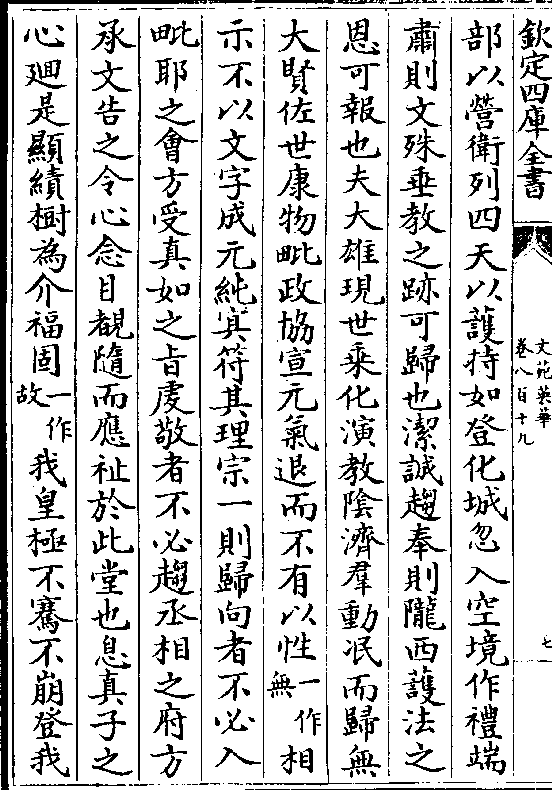 欽定四庫全書
文苑英華
卷八百十九
七
部以營衛列四天以護持如登化城忽入空境作禮端
肅則文殊垂教之跡可歸也潔誠趨奉則隴西護法之
恩可報也夫大雄現世乘化演教陰濟羣動泯而歸無
大賢佐世康物毗政協宣元氣退而不有以性一作無相
示不以文字成元純寘符其理宗一則歸向者不必入
毗耶之會方受真如之旨虔敬者不必趨丞相之府方
承文告之令心念目覩隨而應祉於此堂也息真子之
心廻是顯績樹為介福固一作故我皇極不騫不崩登我